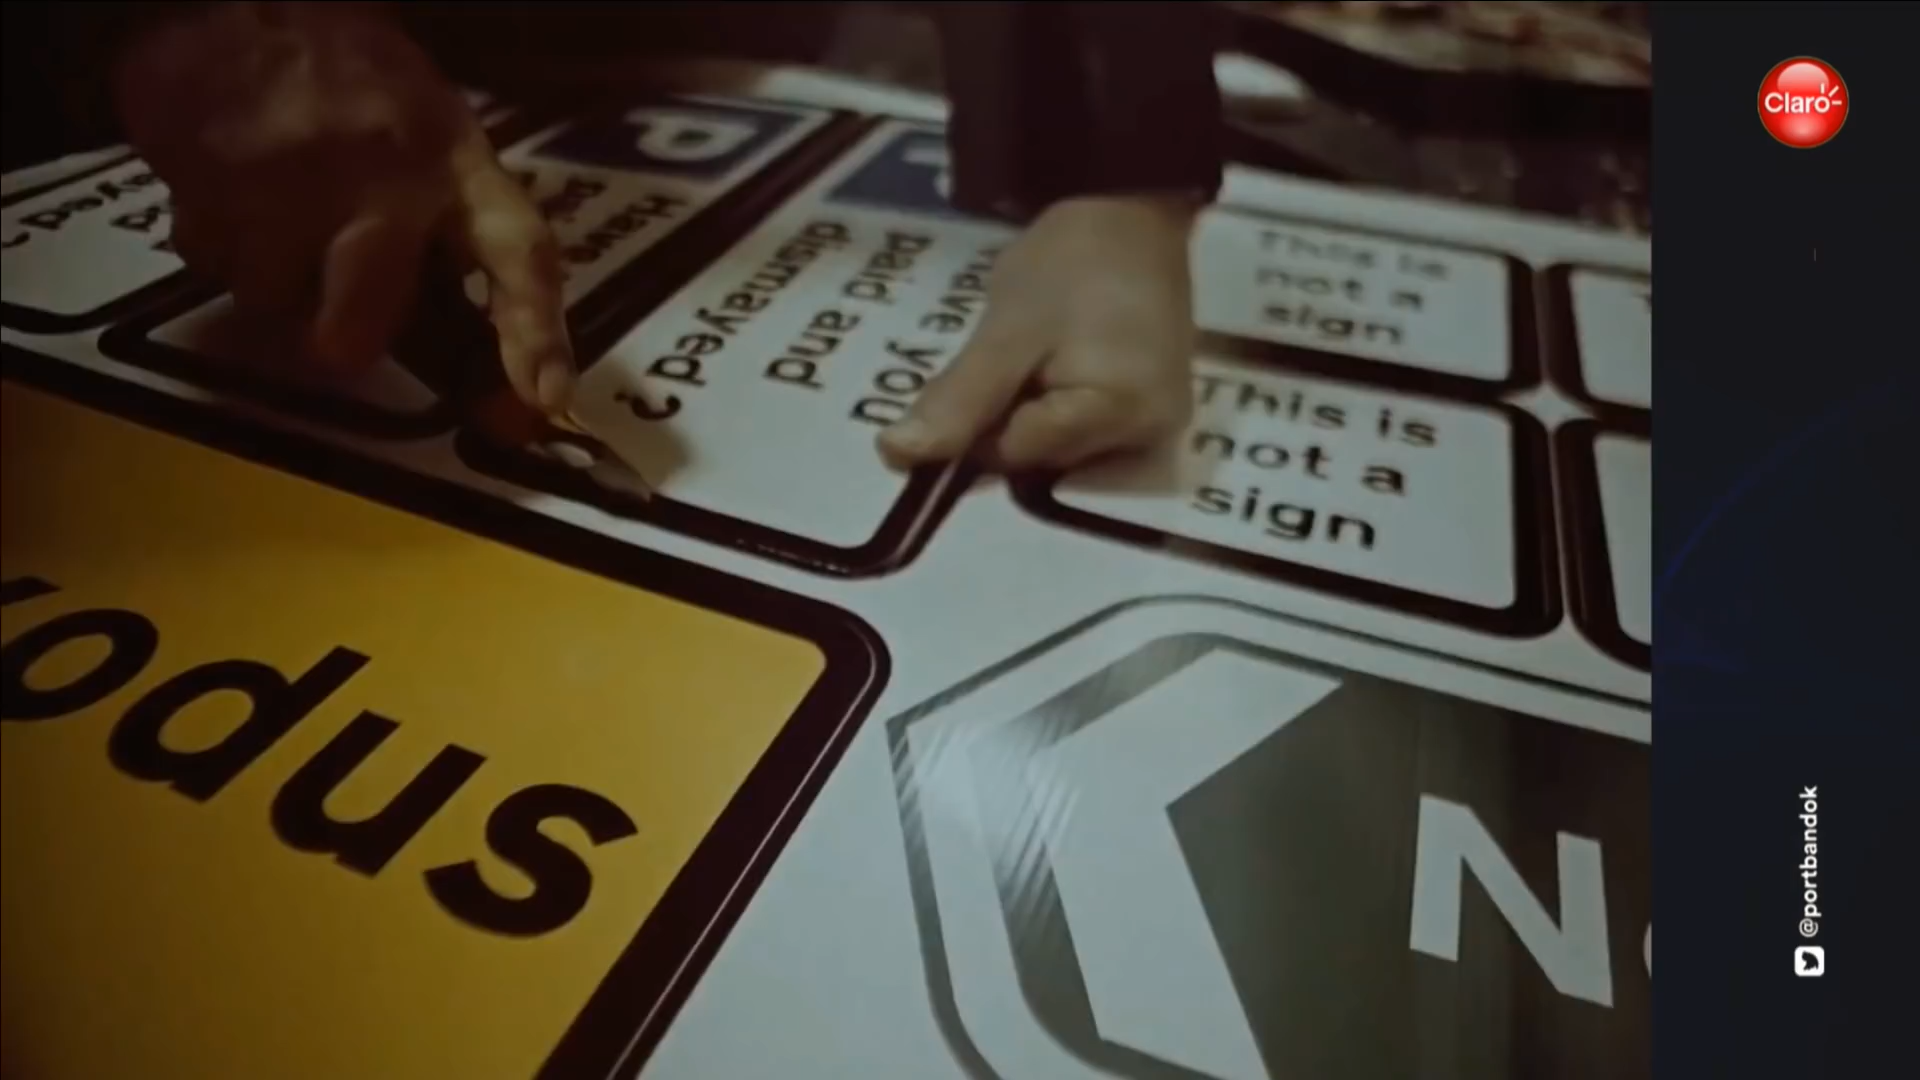 P
Have you
paid and
dismayed?
This is
not a
sign
This is
not a
sign
odus
N
Claro
@portbandok